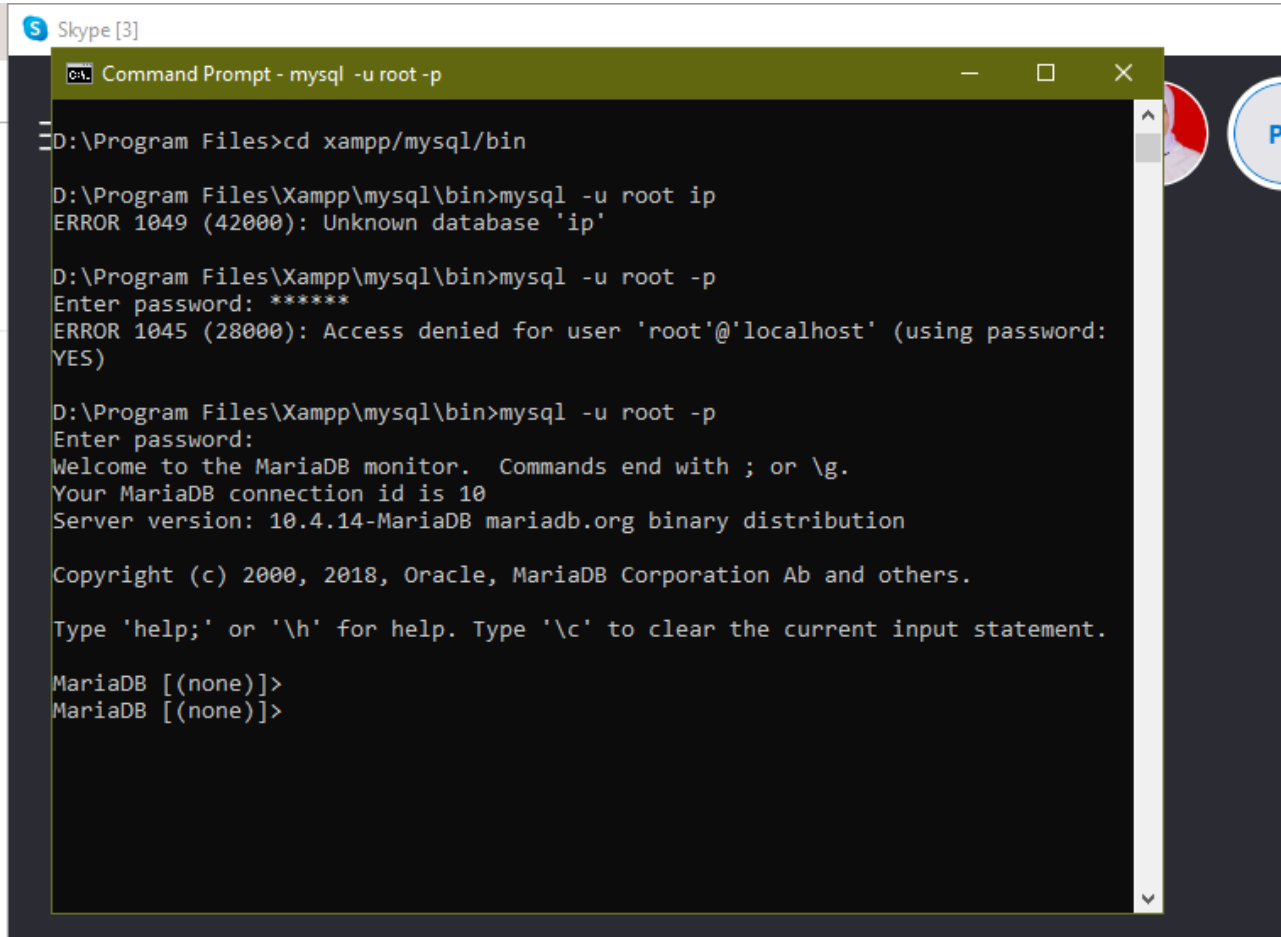 Skype [3]
Command Prompt - mysql -u root -p
D:\Program Files>cd xampp/mysql/bin
D:\Program Files\Xampp\mysql\bin>mysql -u root ip
ERROR 1049 (42000): Unknown database 'ip'
D:\Program Files\Xampp\mysql\bin>mysql -u root -p
Enter password: ******
ERROR 1045 (28000): Access denied for user 'root'@'localhost' (using password:
YES)
D:\Program Files\Xampp\mysql\bin>mysql -u root -p
Enter password:
Welcome to the MariaDB monitor.  Commands end with ; or \g.
Your MariaDB connection id is 10
Server version: 10.4.14-MariaDB mariadb.org binary distribution
Copyright (c) 2000, 2018, Oracle, MariaDB Corporation Ab and others.
Type 'help;' or '\h' for help. Type '\c' to clear the current input statement.
MariaDB [(none)]>
MariaDB [(none)]>